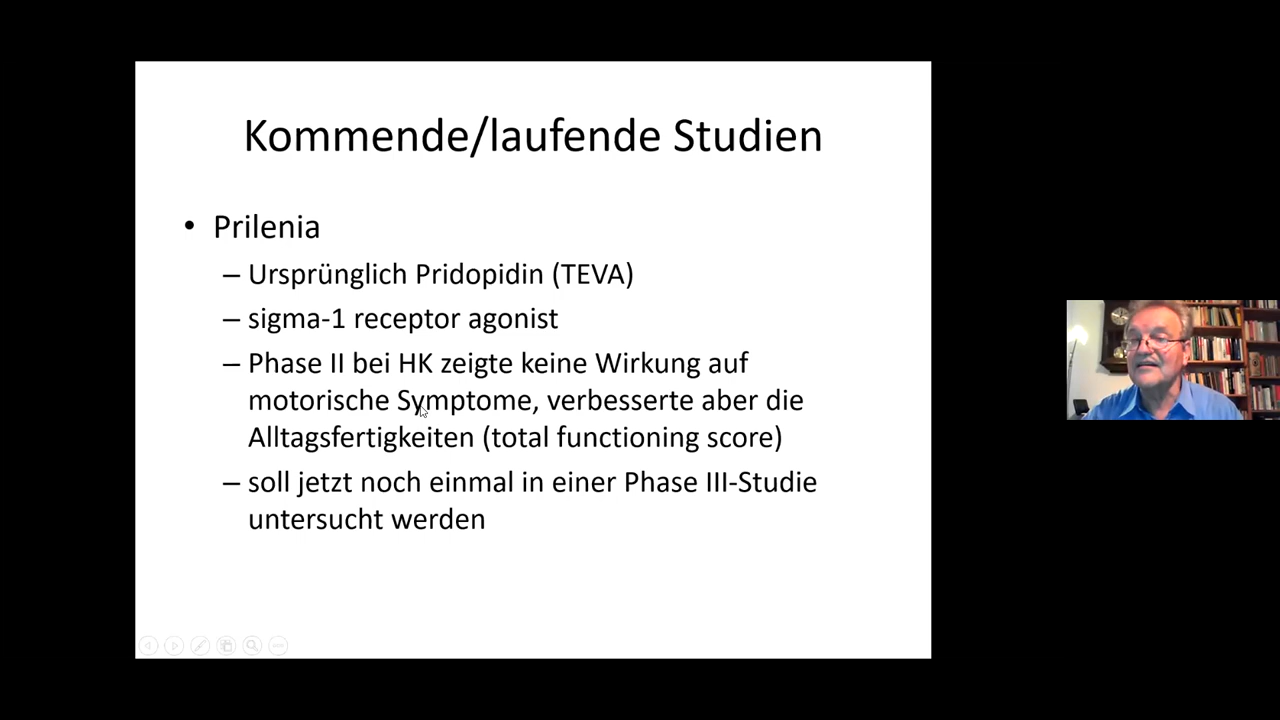 Kommende/laufende Studien
• Prilenia
– Ursprünglich Pridopidin (TEVA)
– sigma-1 receptor agonist
– Phase II bei HK zeigte keine Wirkung auf
motorische Symptome, verbesserte aber die
Alltagsfertigkeiten (total functioning score)
– soll jetzt noch einmal in einer Phase III-Studie
untersucht werden